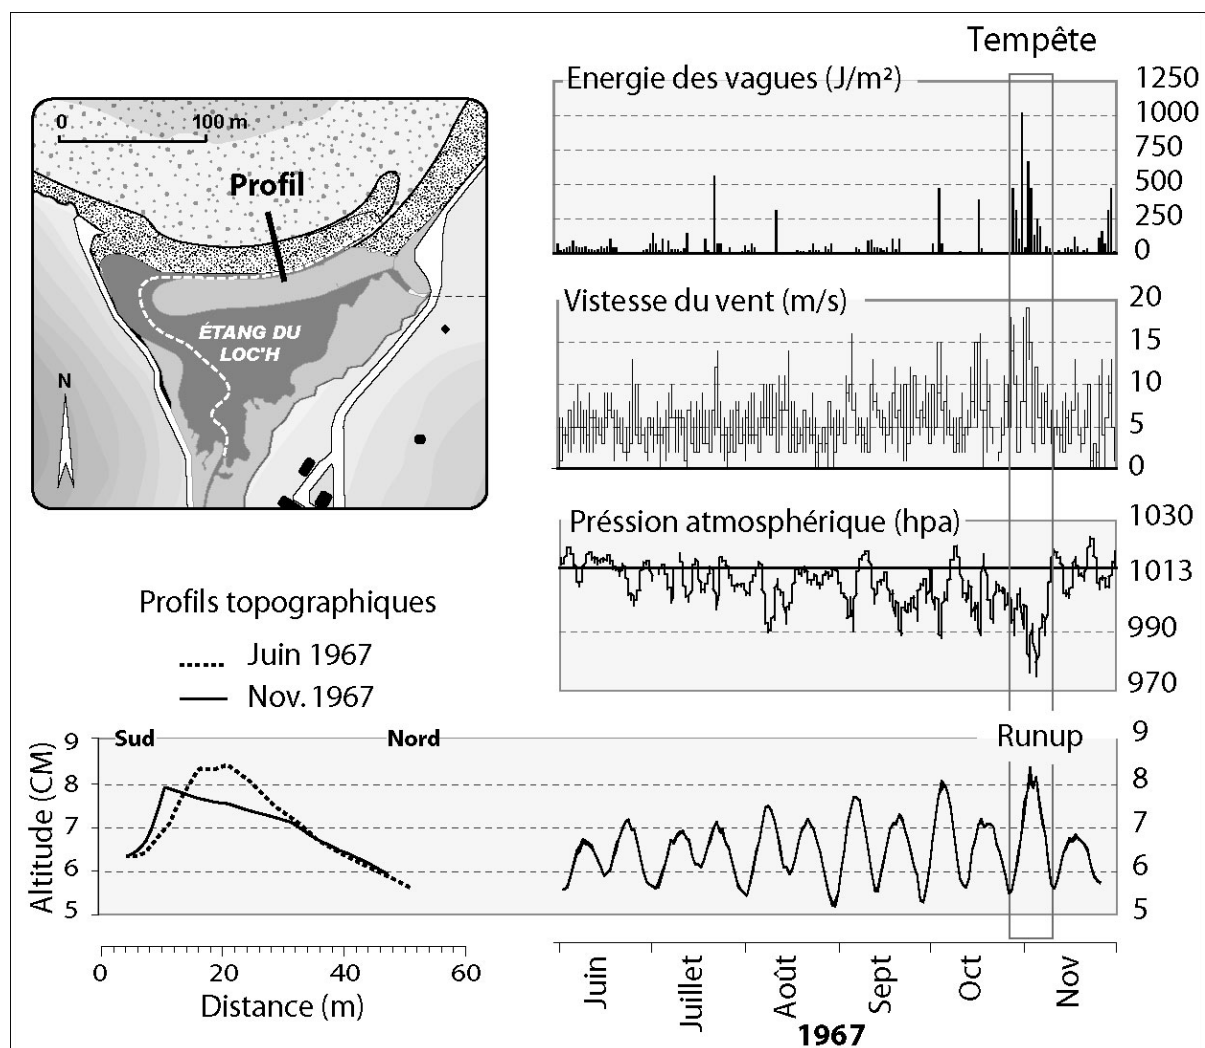 Tempête
Energie des vagues (J/m²)
1250
1000
750
500
250
0
0 100 m
Profil
ÉTANG DU
LOC'H
N
Vistesse du vent (m/s)
20
15
10
5
0
Préssion atmosphérique (hpa)
1030
1013
990
970
Profils topographiques
Juin 1967
Nov. 1967
Altitude (CM)
9
8
7
6
5
Sud
Nord
Runup
9
8
7
6
5
0 20 40 60
Distance (m)
Juin
Juillet
Août
Sept
Oct
Nov
1967